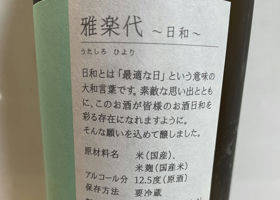 雅楽代 ～日和～
うたしろ ひより
日和とは「最適な日」という意味の
大和言葉です。素敵な思い出ととも
に、このお酒が皆様のお酒日和を
彩る存在になれますように。
そんな願いを込めて醸しました。
原材料名 米(国産)、
米麹(国産米)
アルコール分 12.5度(原酒)
保存方法 要冷蔵